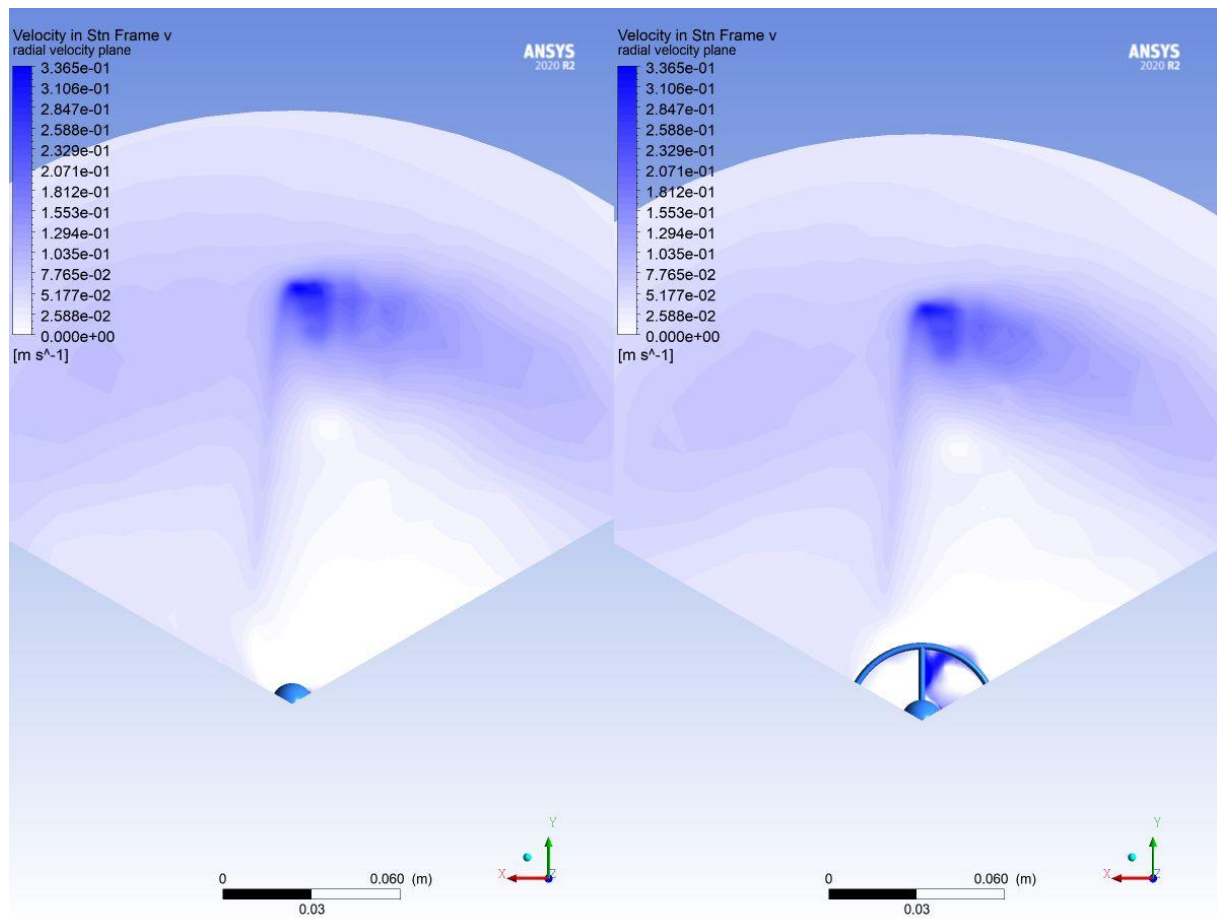 Velocity in Stn Frame v
radial velocity plane
3.365e-01
3.106e-01
2.847e-01
2.588e-01
2.329e-01
2.071e-01
1.812e-01
1.553e-01
1.294e-01
1.035e-01
7.765e-02
5.177e-02
2.588e-02
0.000e+00
[m s^-1]
ANSYS
2020 R2
Y
X
Z
0
0.060 (m)
0.03
Velocity in Stn Frame v
radial velocity plane
3.365e-01
3.106e-01
2.847e-01
2.588e-01
2.329e-01
2.071e-01
1.812e-01
1.553e-01
1.294e-01
1.035e-01
7.765e-02
5.177e-02
2.588e-02
0.000e+00
[m s^-1]
ANSYS
2020 R2
Y
X
Z
0
0.060 (m)
0.03